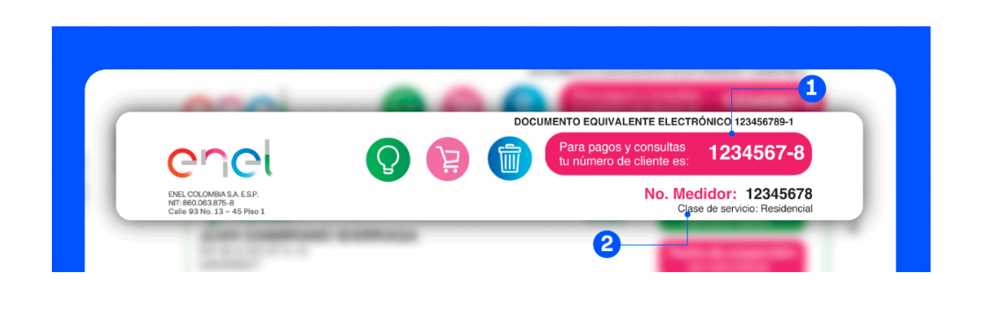 1
DOCUMENTO EQUIVALENTE ELECTRÓNICO 123456789-1
enel
Para pagos y consultas
tu número de cliente es:
1234567-8
ENEL COLOMBIA S.A. E.S.P.
NIT: 860.063.875-8
Calle 93 No. 13 – 45 Piso 1
No. Medidor: 12345678
Clase de servicio: Residencial
2